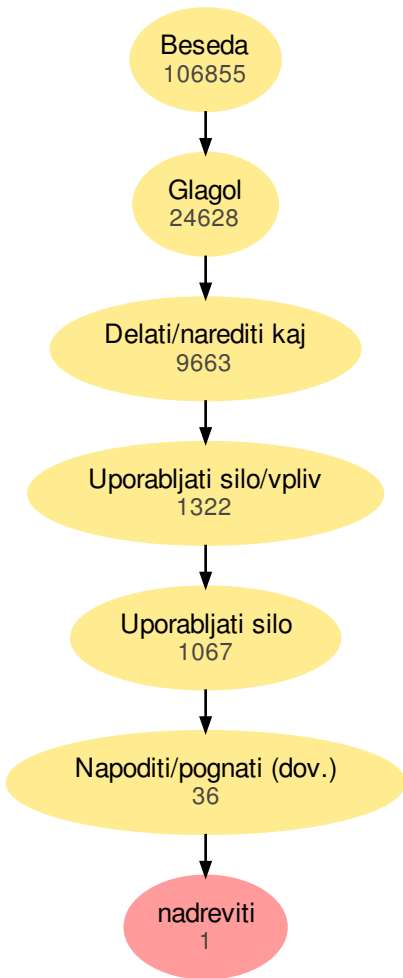 Beseda
106855
Glagol
24628
Delati/narediti kaj
9663
Uporabljati silo/vpliv
1322
Uporabljati silo
1067
Napoditi/pognati (dov.)
36
nadreviti
1